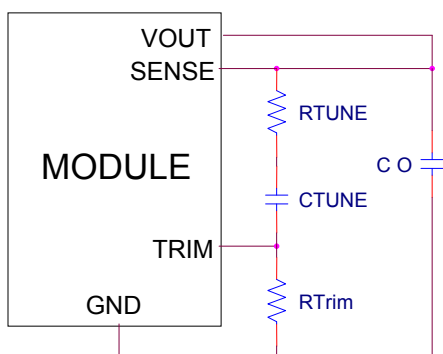 VOUT
SENSE
RTUNE
MODULE
C O
CTUNE
TRIM
GND
RTrim